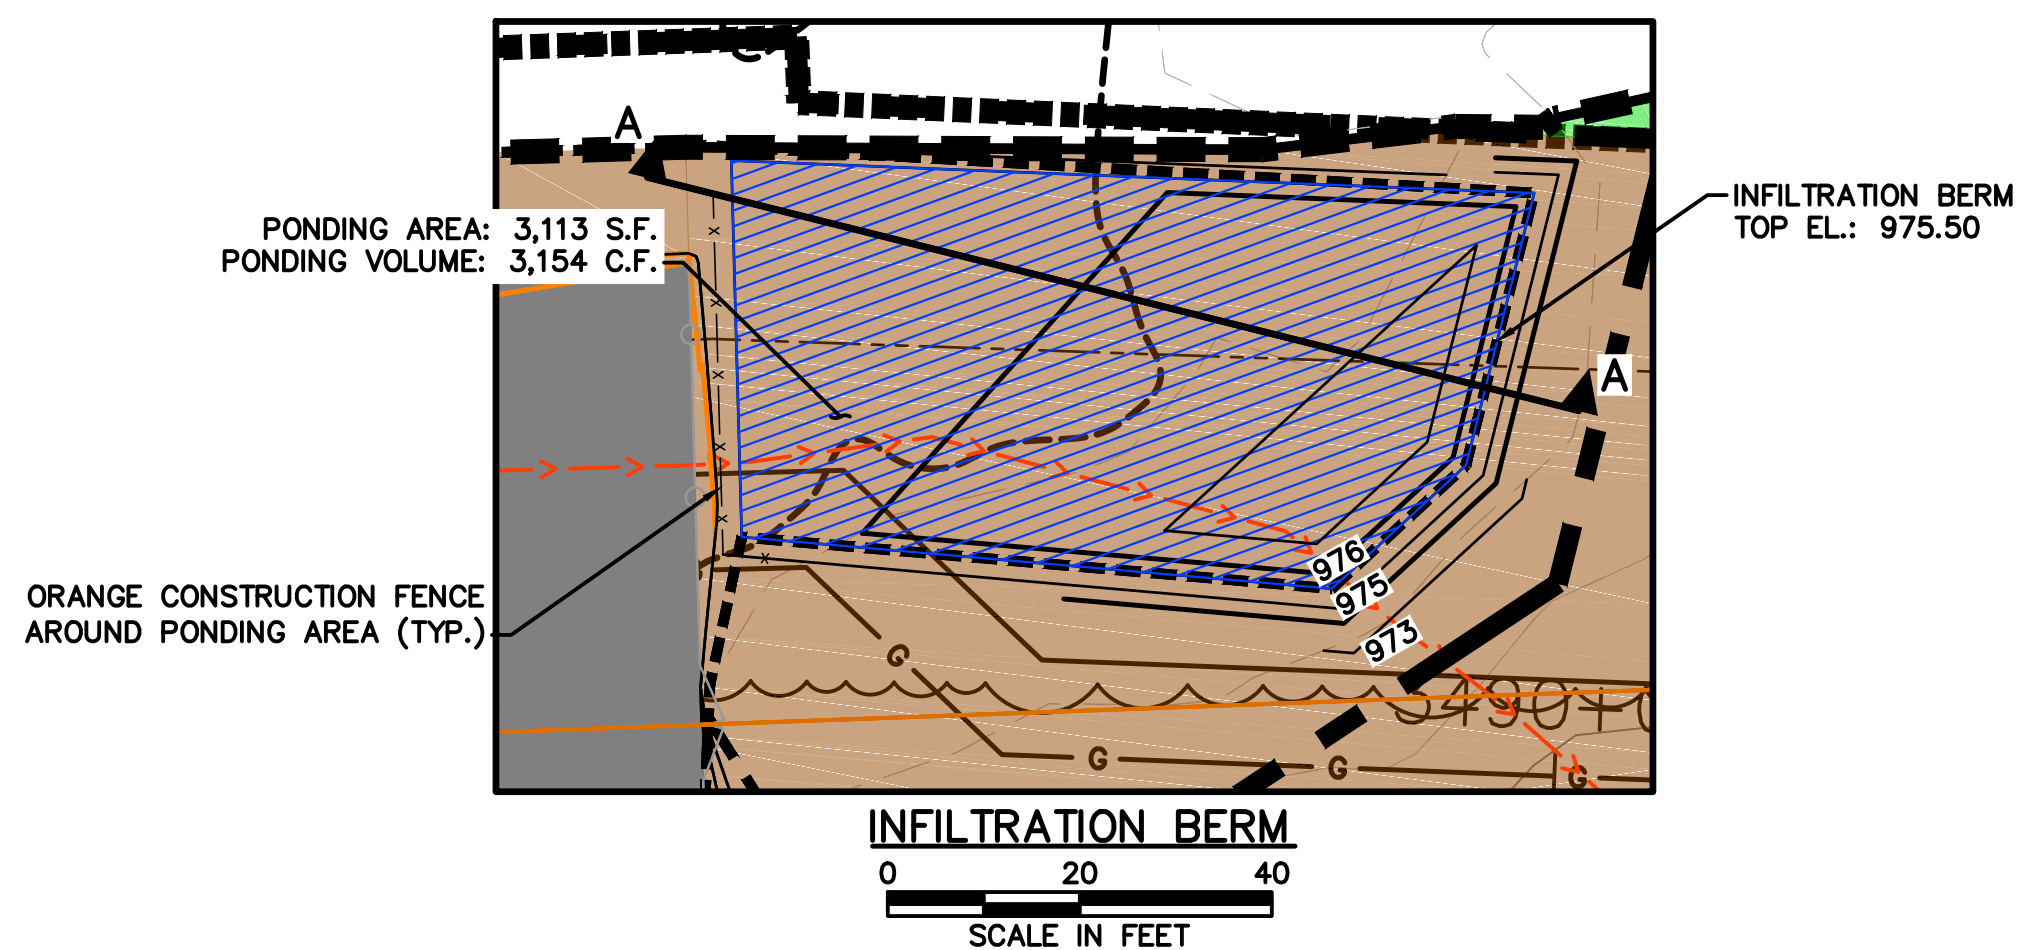 A
PONDING AREA: 3,113 S.F.
PONDING VOLUME: 3,154 C.F.
INFILTRATION BERM
TOP EL.: 975.50
A
ORANGE CONSTRUCTION FENCE
AROUND PONDING AREA (TYP.)
976
975
973
G
G
G
G
INFILTRATION BERM
0 20 40
SCALE IN FEET